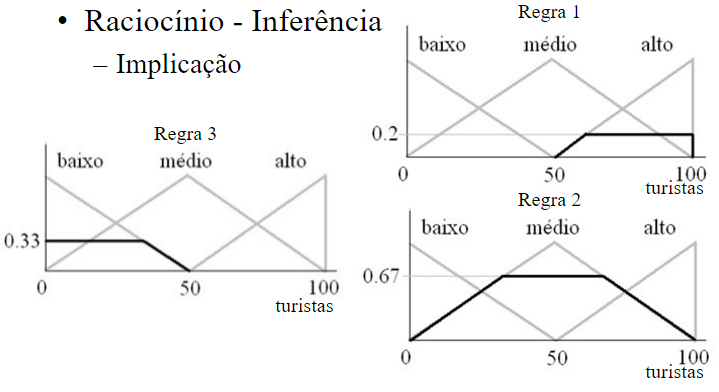 • Raciocínio - Inferência
– Implicação
Regra 1
baixo médio alto
0.2
0 50 100
turistas
Regra 3
baixo médio alto
0.33
0 50 100
turistas
Regra 2
baixo médio alto
0.67
0 50 100
turistas